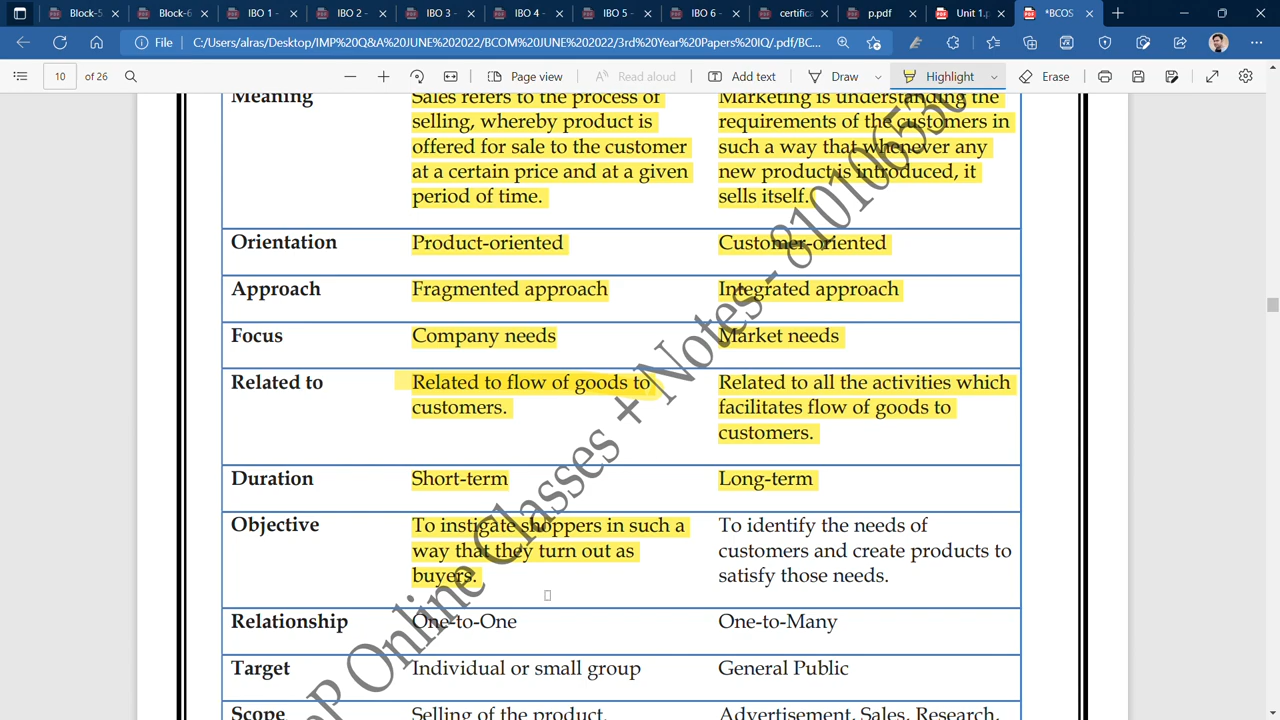 Block-5
Block-6
IBO 1 -
IBO 2 -
IBO 3 -
IBO 4 -
IBO 5 -
IBO 6 -
certifica
p.pdf
Unit 1.p
*BCOS
File
C:/Users/alras/Desktop/IMP%20Q&A%20JUNE%202022/BCOM%20JUNE%202022/3rd%20Year%20Papers%20IQ/.pdf/BC...
10 of 26
Page view
Read aloud
Add text
Draw
Highlight
Erase
Meaning
Sales refers to the process of
selling, whereby product is
offered for sale to the customer
at a certain price and at a given
period of time.
Marketing is understanding the
requirements of the customers in
such a way that whenever any
new product is introduced, it
sells itself.
Orientation Product-oriented Customer-oriented
Approach Fragmented approach Integrated approach
Focus Company needs Market needs
Related to
Related to flow of goods to
customers.
Related to all the activities which
facilitates flow of goods to
customers.
Duration Short-term Long-term
Objective
To instigate shoppers in such a
way that they turn out as
buyers.
To identify the needs of
customers and create products to
satisfy those needs.
Relationship One-to-One One-to-Many
Target Individual or small group General Public
Scope Selling of the product. Advertisement, Sales, Research,
Online Classes + Notes -